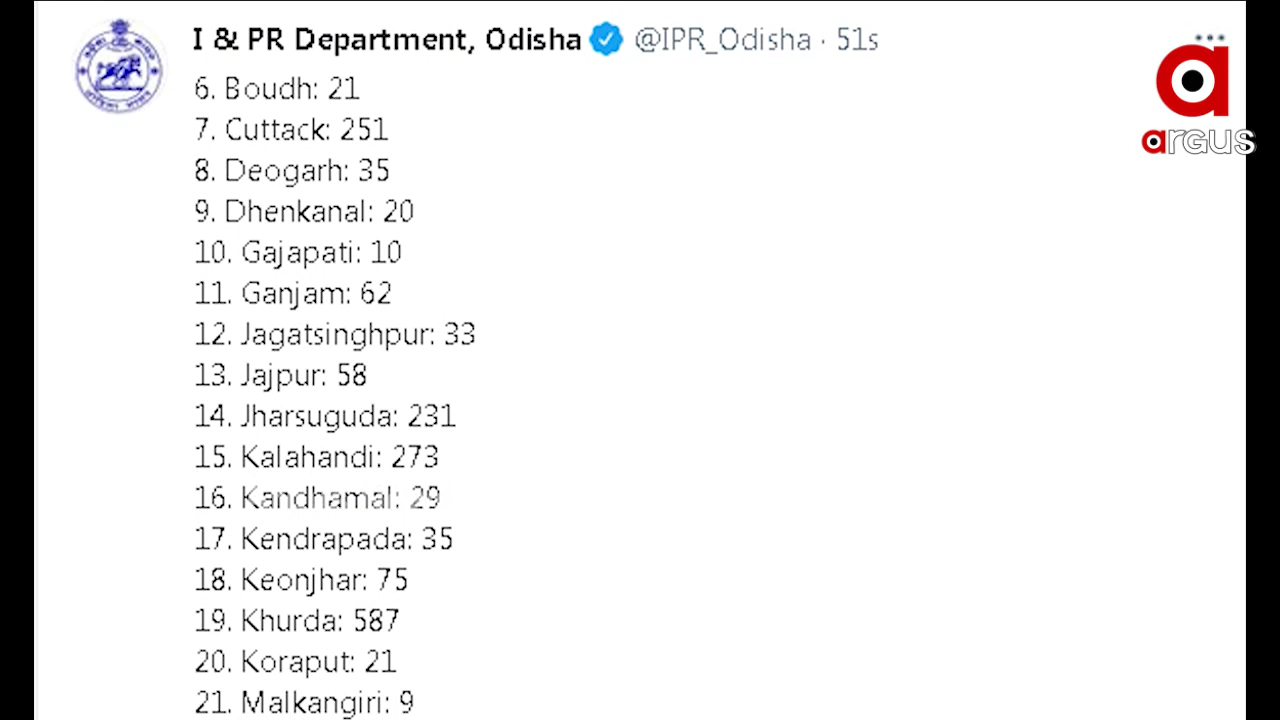 I & PR Department, Odisha @IPR_Odisha · 51s
6. Boudh: 21
7. Cuttack: 251
8. Deogarh: 35
9. Dhenkanal: 20
10. Gajapati: 10
11. Ganjam: 62
12. Jagatsinghpur: 33
13. Jajpur: 58
14. Jharsuguda: 231
15. Kalahandi: 273
16. Kandhamal: 29
17. Kendrapada: 35
18. Keonjhar: 75
19. Khurda: 587
20. Koraput: 21
21. Malkangiri: 9
a
argus